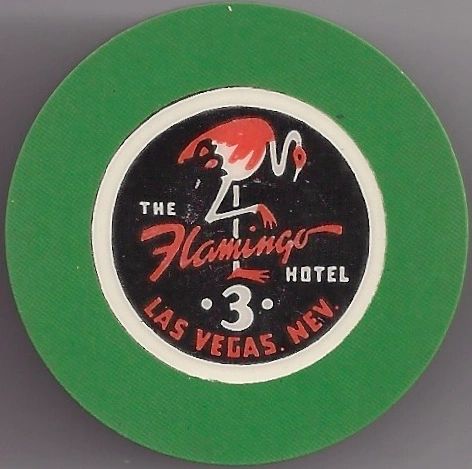 THE
Flamingo
HOTEL
·3·
LAS VEGAS. NEV.